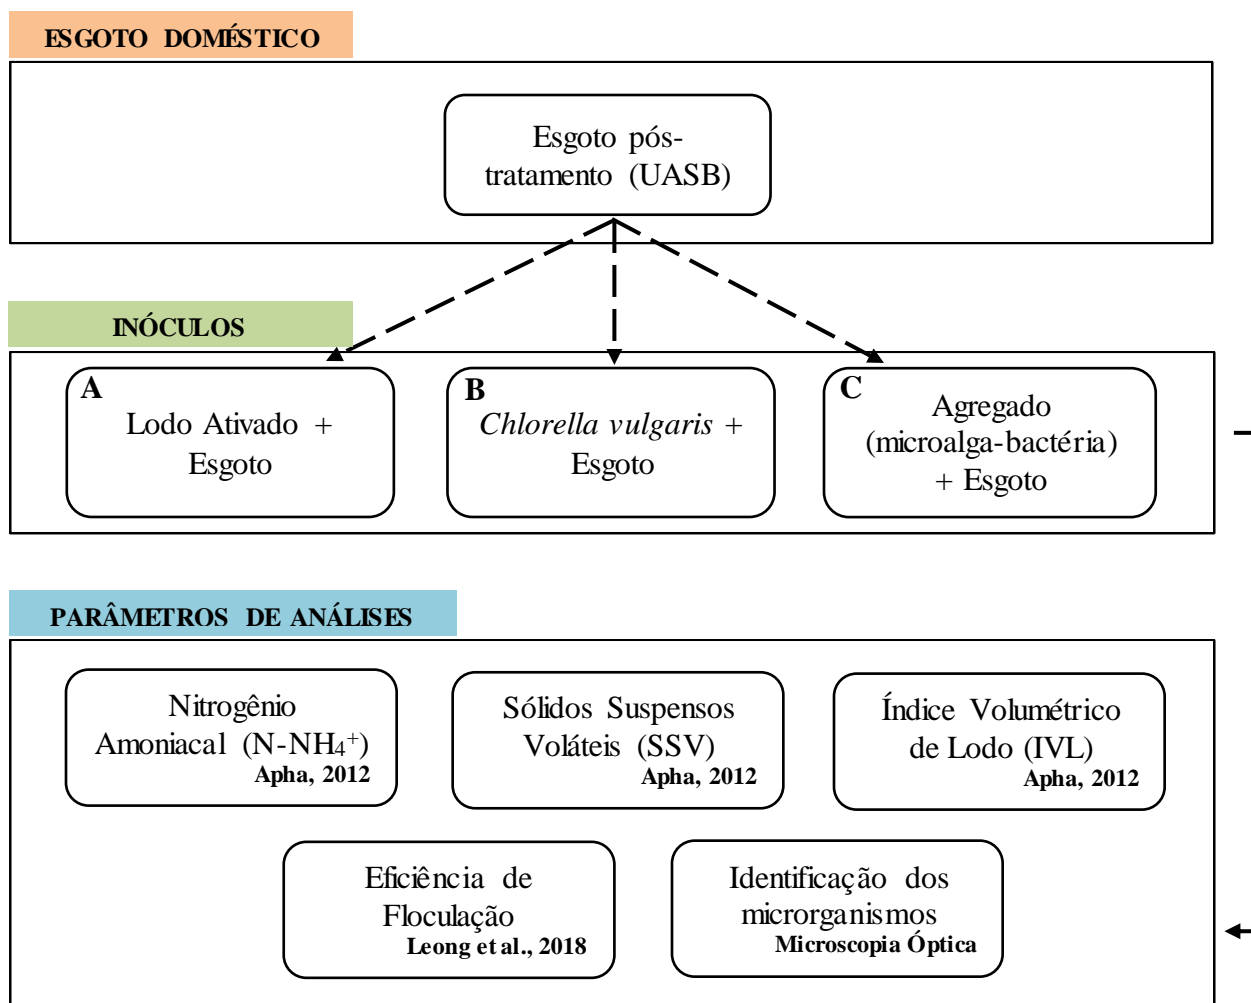 ESGOTO DOMÉSTICO
Esgoto pós-
tratamento (UASB)
INÓCULOS
A
Lodo Ativado +
Esgoto
B
Chlorella vulgaris +
Esgoto
C
Agregado
(microalga-bactéria)
+ Esgoto
PARÂMETROS DE ANÁLISES
Nitrogênio
Amoniacal (N-NH₄⁺)
Apha, 2012
Sólidos Suspensos
Voláteis (SSV)
Apha, 2012
Índice Volumétrico
de Lodo (IVL)
Apha, 2012
Eficiência de
Floculação
Leong et al., 2018
Identificação dos
microrganismos
Microscopia Óptica